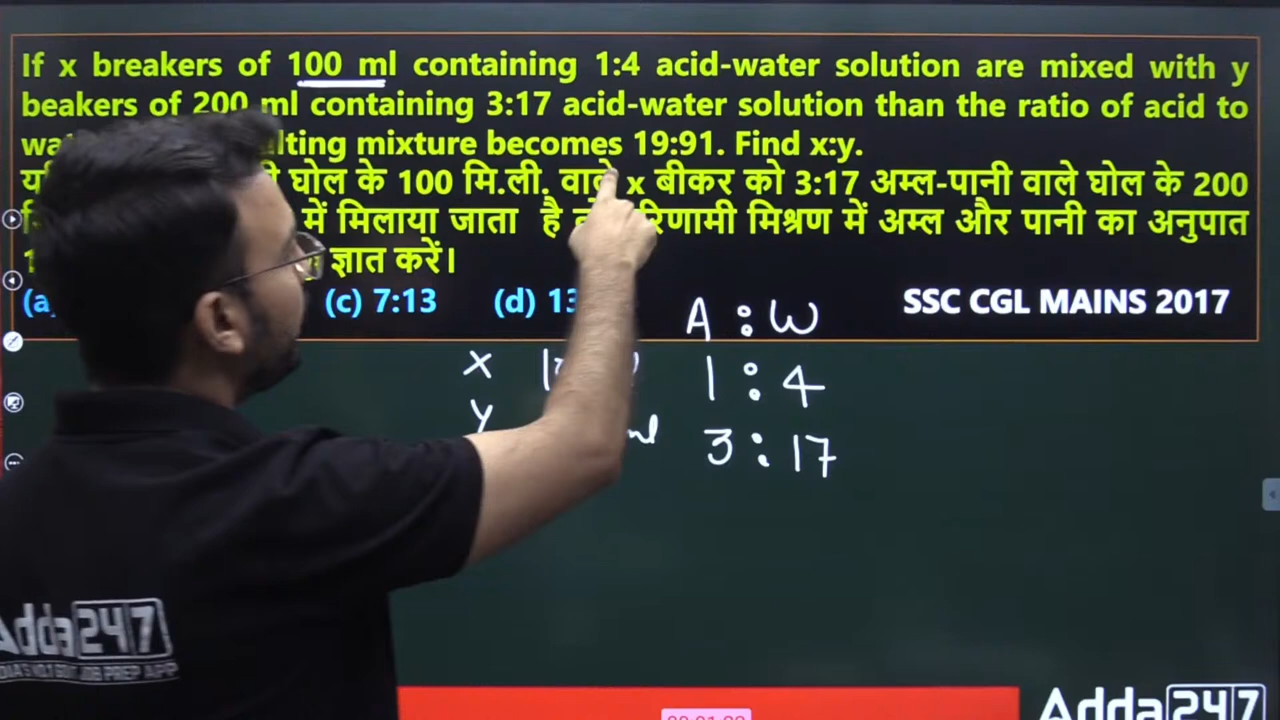 If x breakers of 100 ml containing 1:4 acid-water solution are mixed with y
beakers of 200 ml containing 3:17 acid-water solution than the ratio of acid to
mixture becomes 19:91. Find x:y.
घोल के 100 मि.ली. वाले x बीकर को 3:17 अम्ल-पानी वाले घोल के 200
में मिलाया जाता है मिश्रण में अम्ल और पानी का अनुपात
ज्ञात करें।
(a) (c) 7:13 (d) SSC CGL MAINS 2017
A : W
x 1 : 4
y ml 3 : 17
Adda247
Adda247